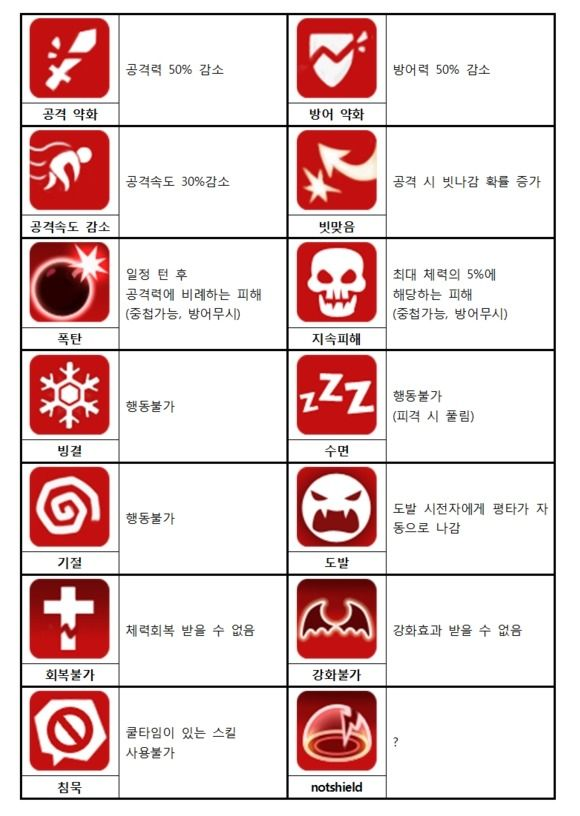 공격력 50% 감소
공격 약화
방어력 50% 감소
방어 약화
공격속도 30%감소
공격속도 감소
공격 시 빗나감 확률 증가
빗맞음
일정 턴 후
공격력에 비례하는 피해
(중첩가능, 방어무시)
폭탄
최대 체력의 5%에
해당하는 피해
(중첩가능, 방어무시)
지속피해
행동불가
빙결
zzZ
행동불가
(피격 시 풀림)
수면
행동불가
기절
도발 시전자에게 평타가 자
동으로 나감
도발
체력회복 받을 수 없음
회복불가
강화효과 받을 수 없음
강화불가
쿨타임이 있는 스킬
사용불가
침묵
?
notshield